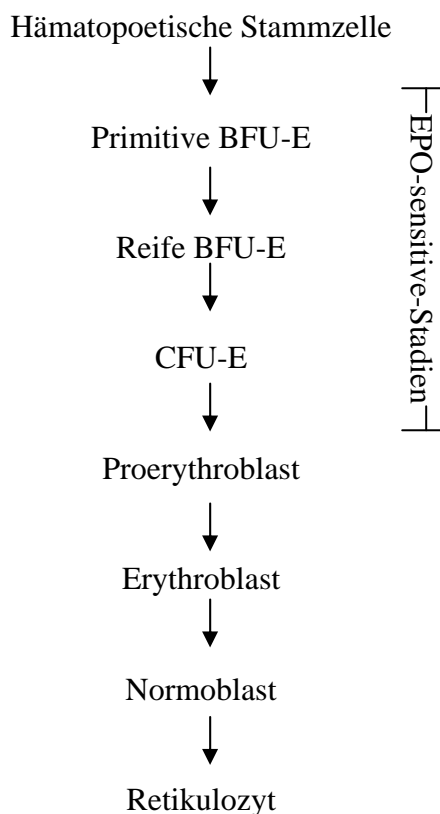 Hämatopoetische Stammzelle
Primitive BFU-E
Reife BFU-E
CFU-E
Proerythroblast
Erythroblast
Normoblast
Retikulozyt
EPO-sensitive-Stadien